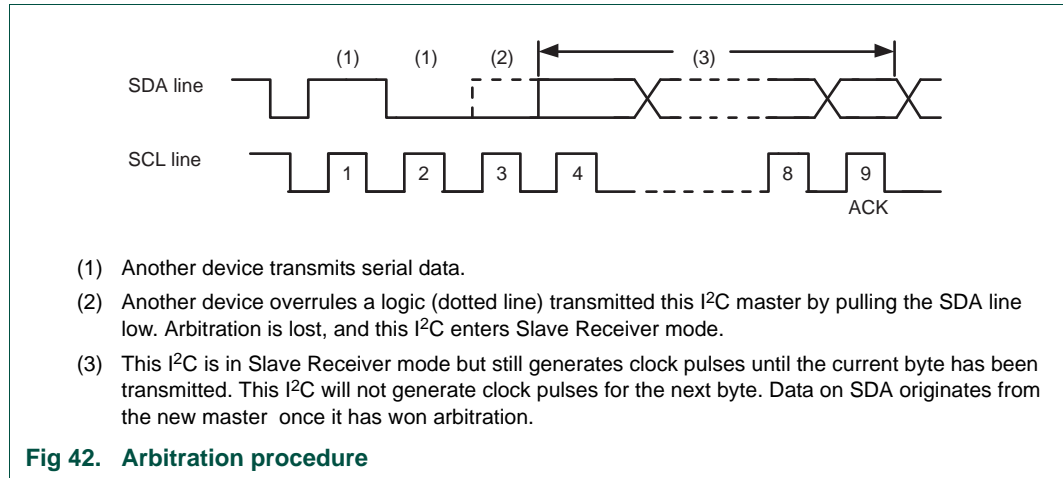 (1) (1) (2) (3)
SDA line
SCL line
1 2 3 4 8 9
ACK
(1) Another device transmits serial data.
(2) Another device overrules a logic (dotted line) transmitted this I2C master by pulling the SDA line
low. Arbitration is lost, and this I2C enters Slave Receiver mode.
(3) This I2C is in Slave Receiver mode but still generates clock pulses until the current byte has been
transmitted. This I2C will not generate clock pulses for the next byte. Data on SDA originates from
the new master once it has won arbitration.
Fig 42. Arbitration procedure